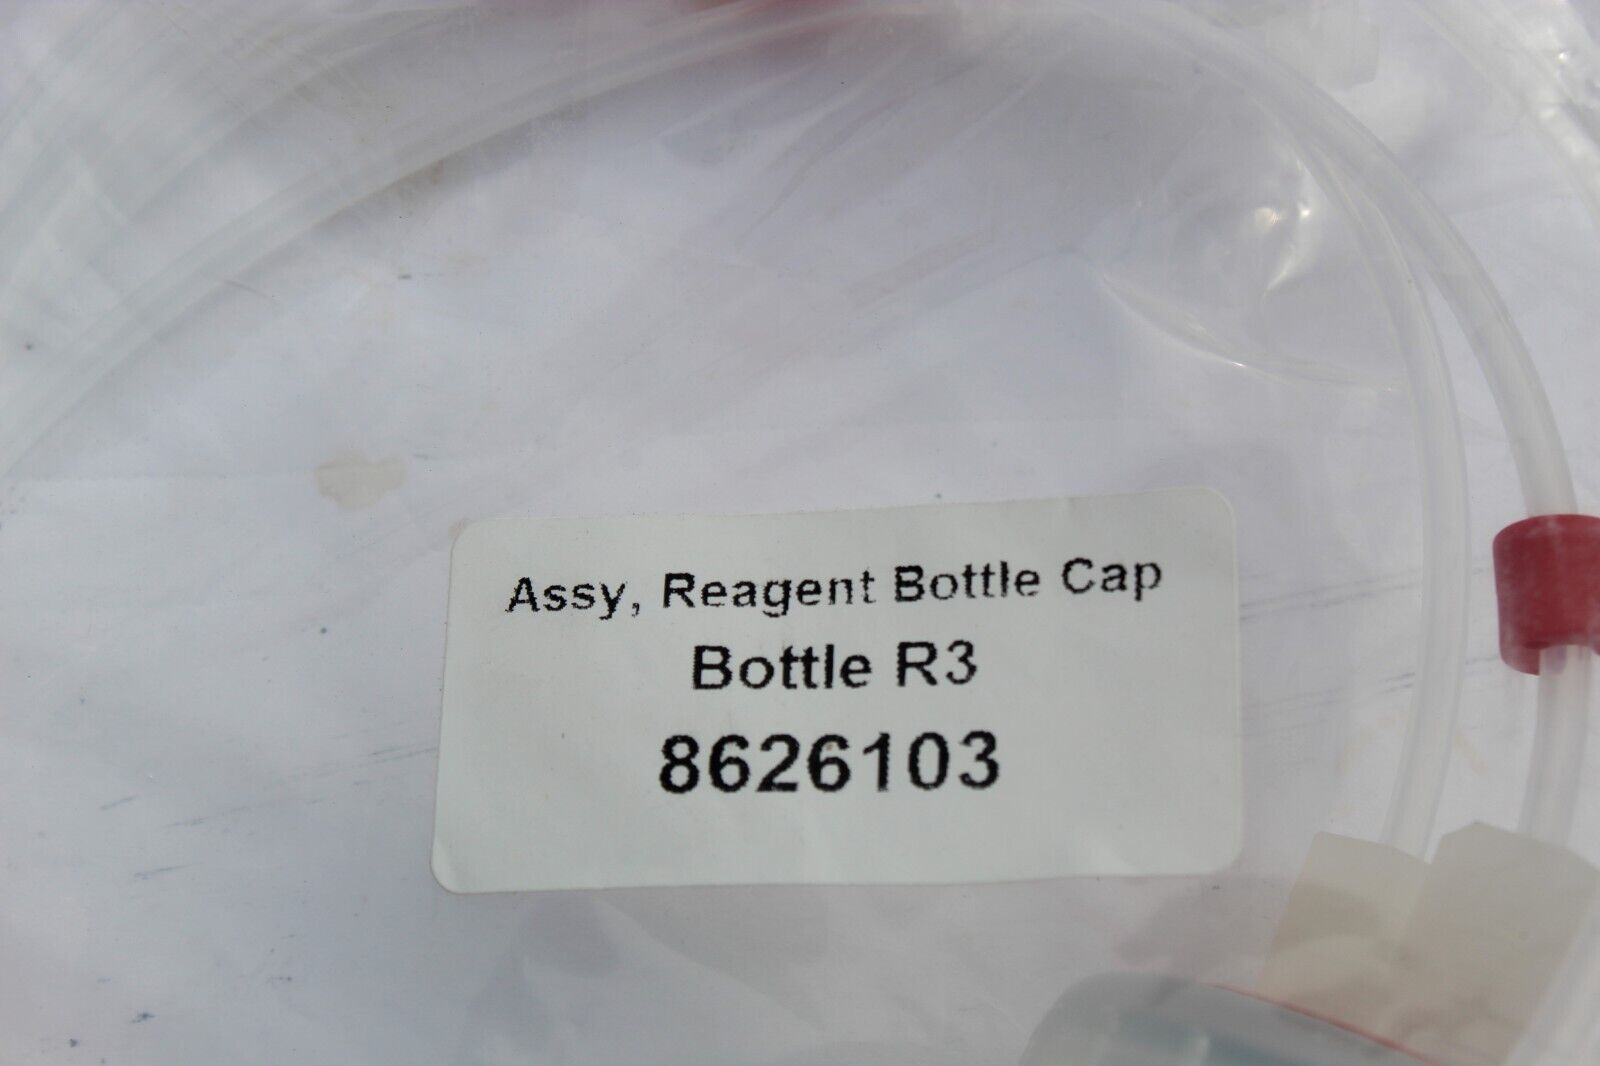 Assy, Reagent Bottle Cap
Bottle R3
8626103